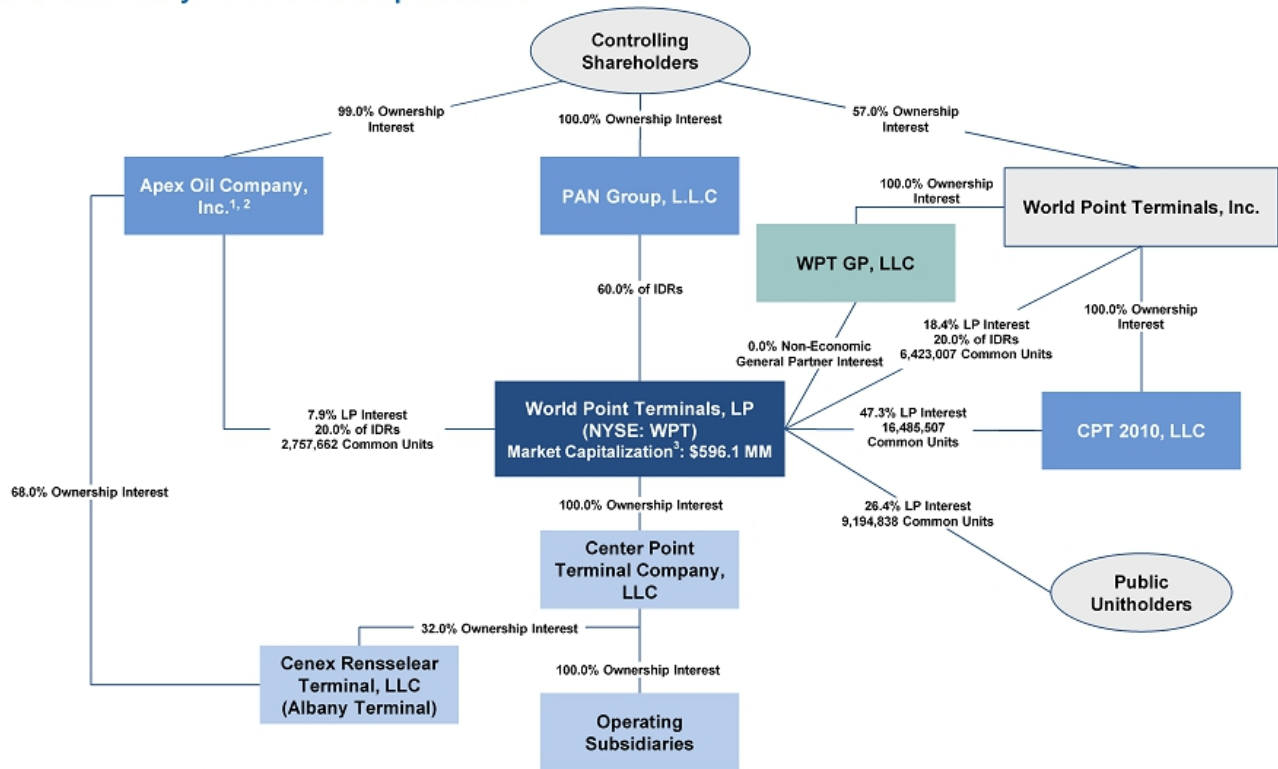 Controlling
Shareholders
99.0% Ownership
Interest
100.0% Ownership Interest
57.0% Ownership
Interest
Apex Oil Company,
Inc.1, 2
PAN Group, L.L.C
100.0% Ownership
Interest
World Point Terminals, Inc.
WPT GP, LLC
60.0% of IDRs
0.0% Non-Economic
General Partner Interest
18.4% LP Interest
20.0% of IDRs
6,423,007 Common Units
100.0% Ownership
Interest
7.9% LP Interest
20.0% of IDRs
2,757,662 Common Units
World Point Terminals, LP
(NYSE: WPT)
Market Capitalization3: $596.1 MM
47.3% LP Interest
16,485,507
Common Units
CPT 2010, LLC
68.0% Ownership Interest
100.0% Ownership Interest
26.4% LP Interest
9,194,838 Common Units
Center Point
Terminal Company,
LLC
Public
Unitholders
32.0% Ownership Interest
Cenex Rensselear
Terminal, LLC
(Albany Terminal)
100.0% Ownership Interest
Operating
Subsidiaries